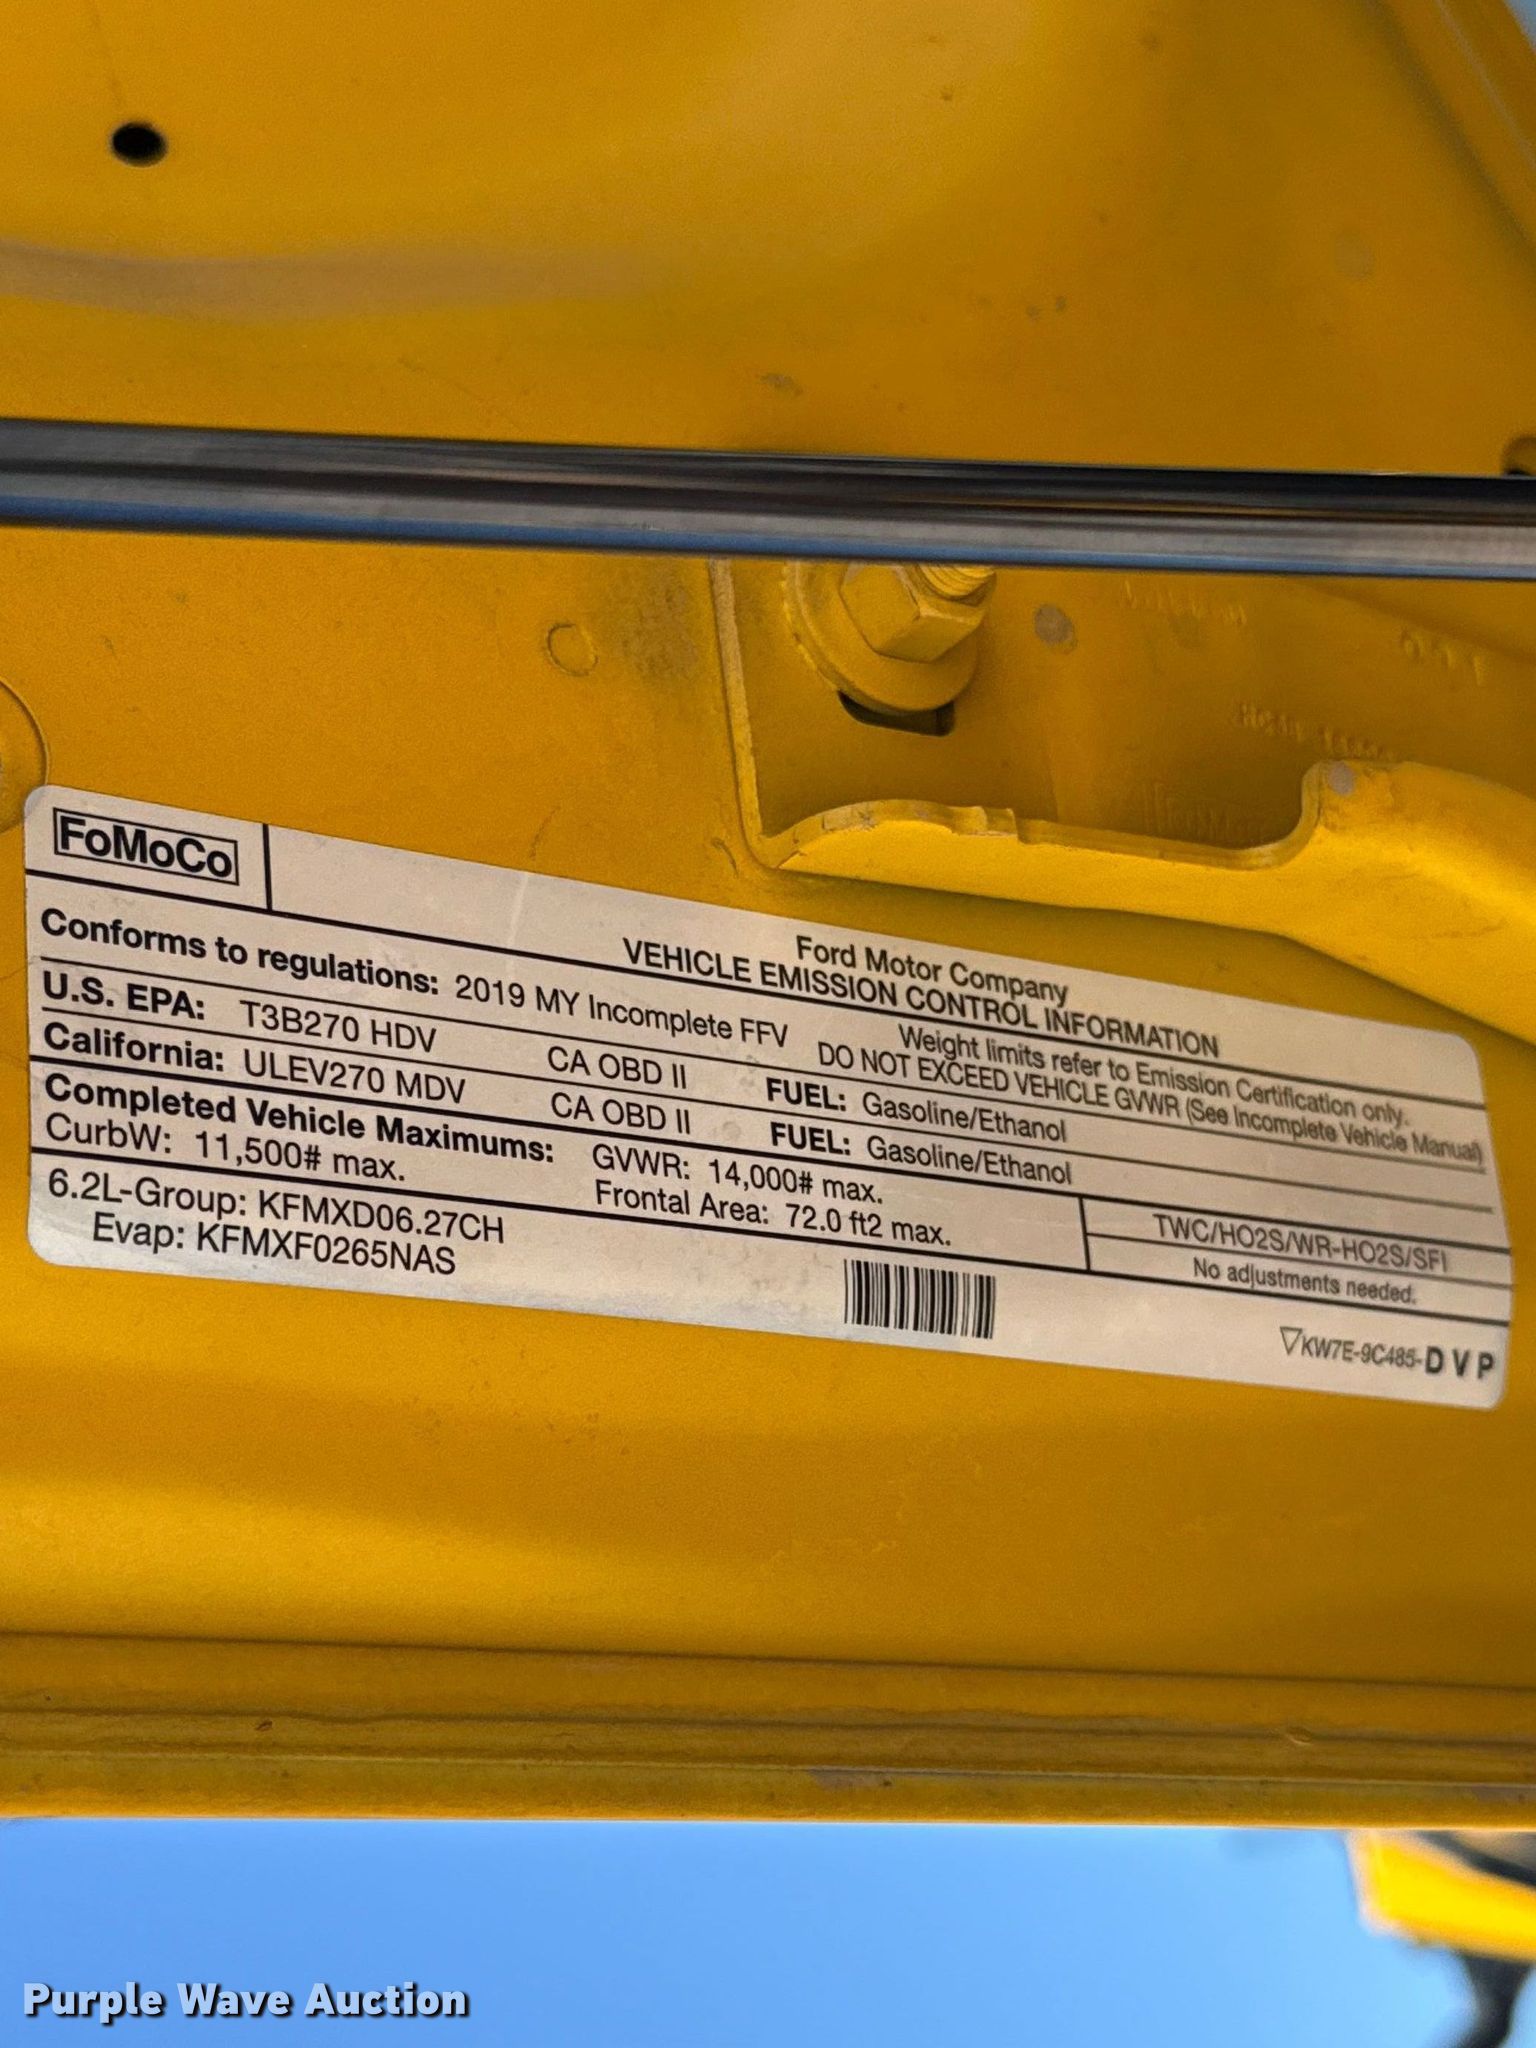 FoMoCo
Ford Motor Company
VEHICLE EMISSION CONTROL INFORMATION
Conforms to regulations: 2019 MY Incomplete FFV
Weight limits refer to Emission Certification only.
DO NOT EXCEED VEHICLE GVWR (See Incomplete Vehicle Manual)
U.S. EPA: T3B270 HDV CA OBD II FUEL: Gasoline/Ethanol
California: ULEV270 MDV CA OBD II FUEL: Gasoline/Ethanol
Completed Vehicle Maximums: GVWR: 14,000# max.
CurbW: 11,500# max. Frontal Area: 72.0 ft2 max.
TWC/HO2S/WR-HO2S/SFI
No adjustments needed.
6.2L-Group: KFMXD06.27CH
Evap: KFMXF0265NAS
KW7E-9C485-D V P
Purple Wave Auction